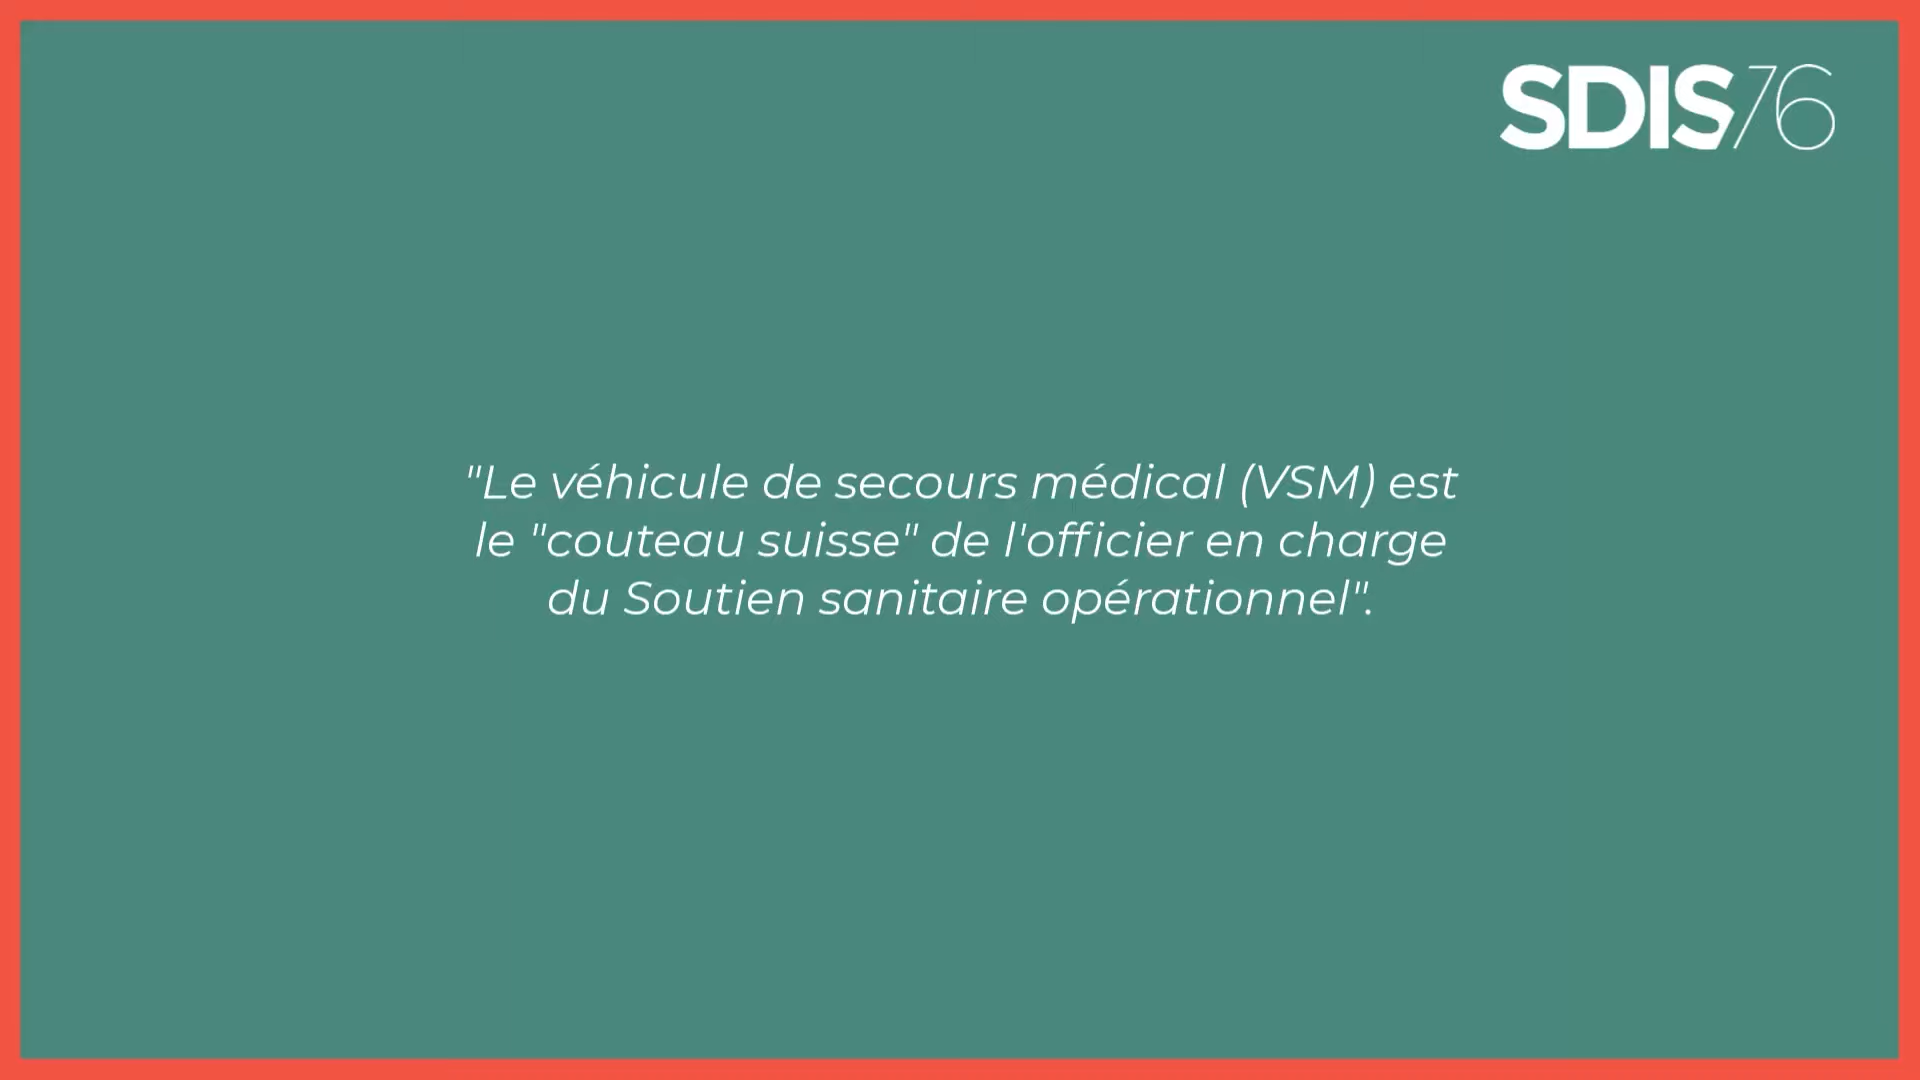 SDIS76
"Le véhicule de secours médical (VSM) est
le "couteau suisse" de l'officier en charge
du Soutien sanitaire opérationnel".